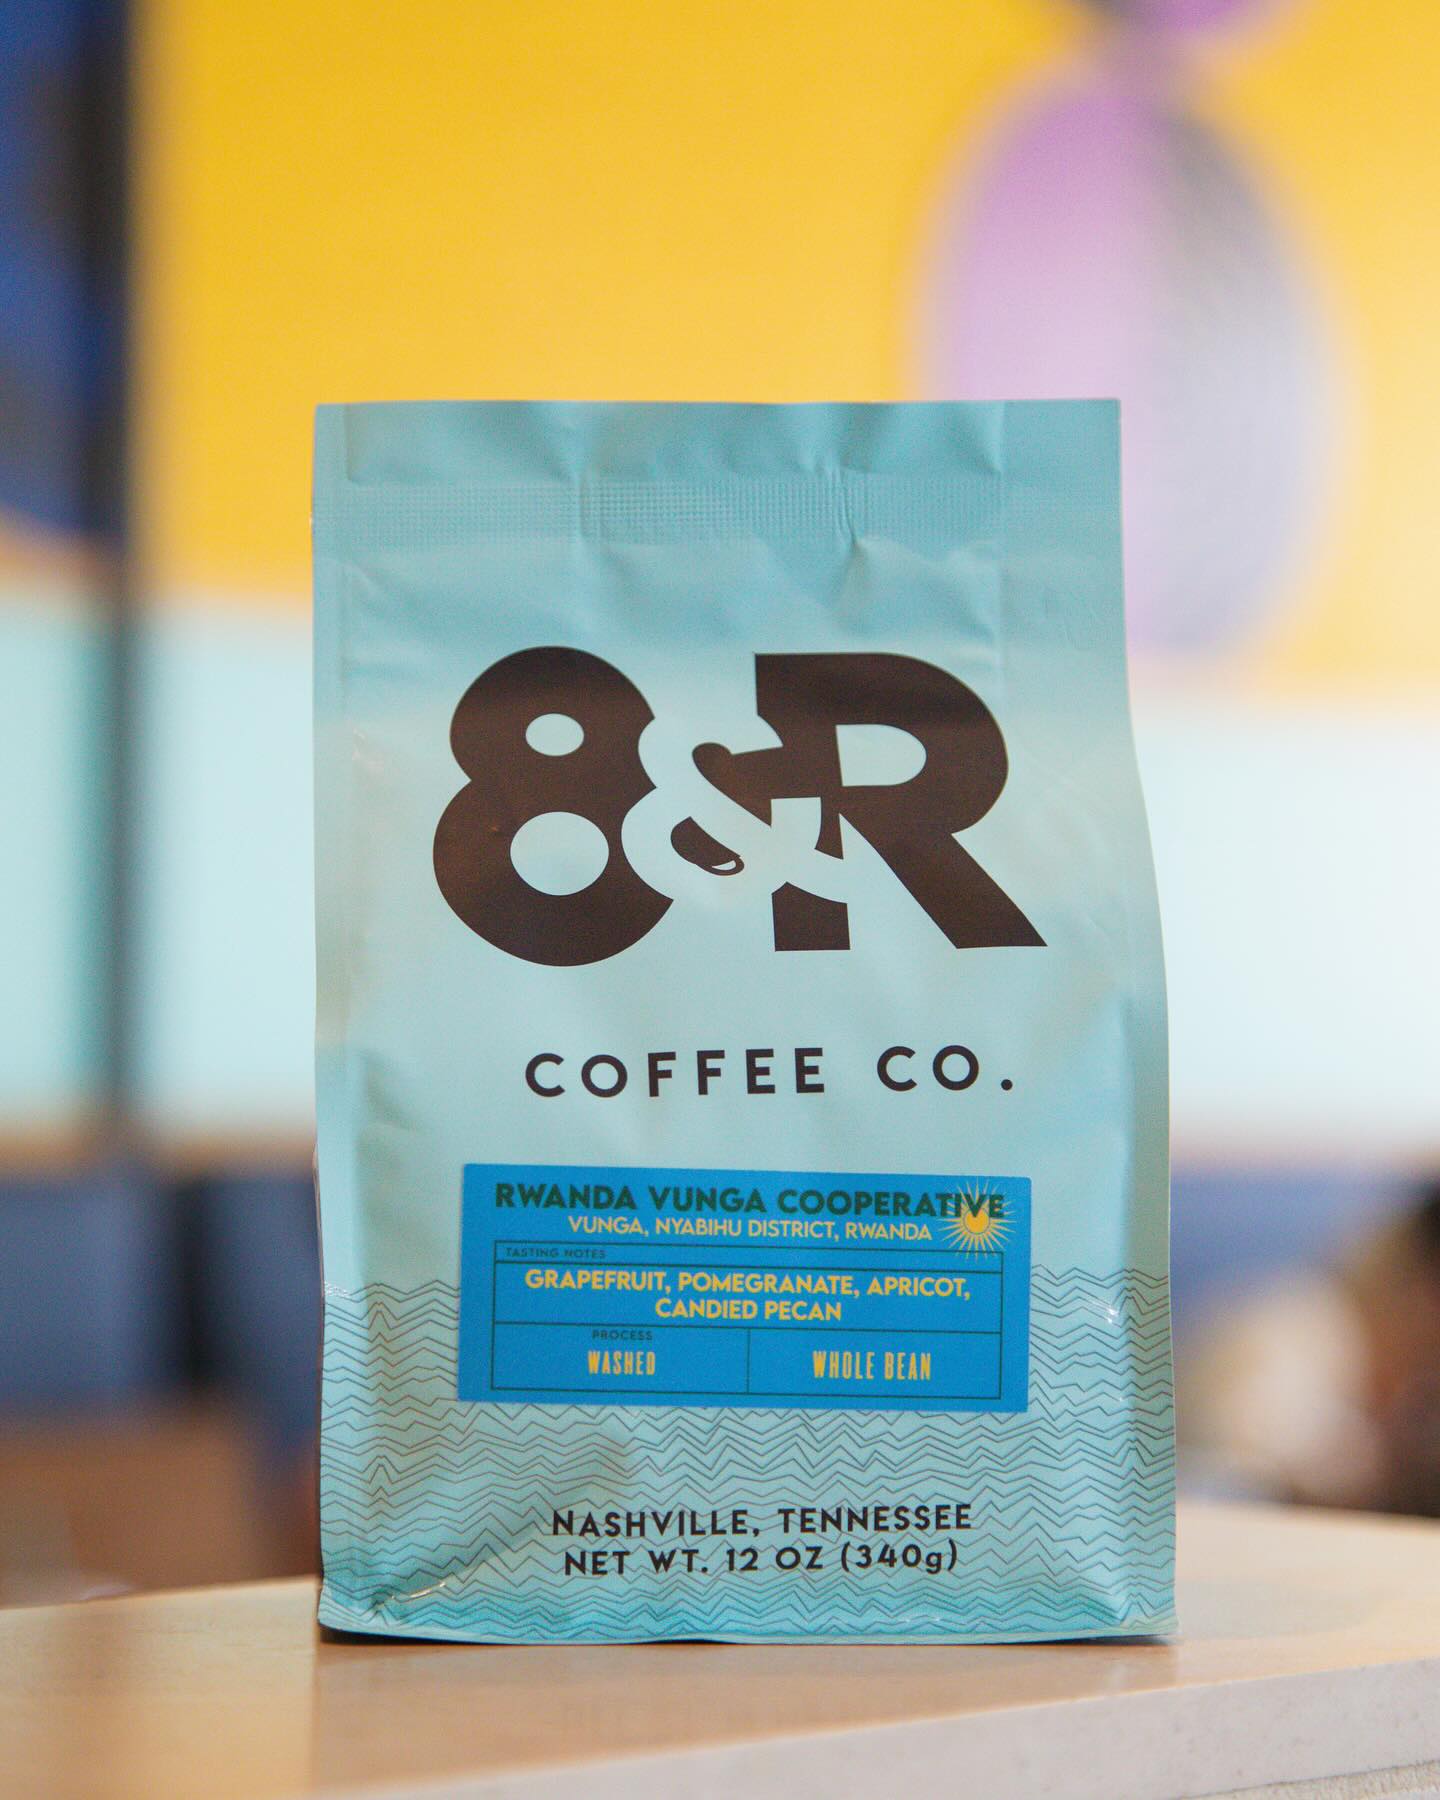 8&R
COFFEE CO.
RWANDA VUNGA COOPERATIVE
VUNGA, NYABIHU DISTRICT, RWANDA
TASTING NOTES
GRAPEFRUIT, POMEGRANATE, APRICOT,
CANDIED PECAN
PROCESS
WASHED
WHOLE BEAN
NASHVILLE, TENNESSEE
NET WT. 12 OZ (340g)